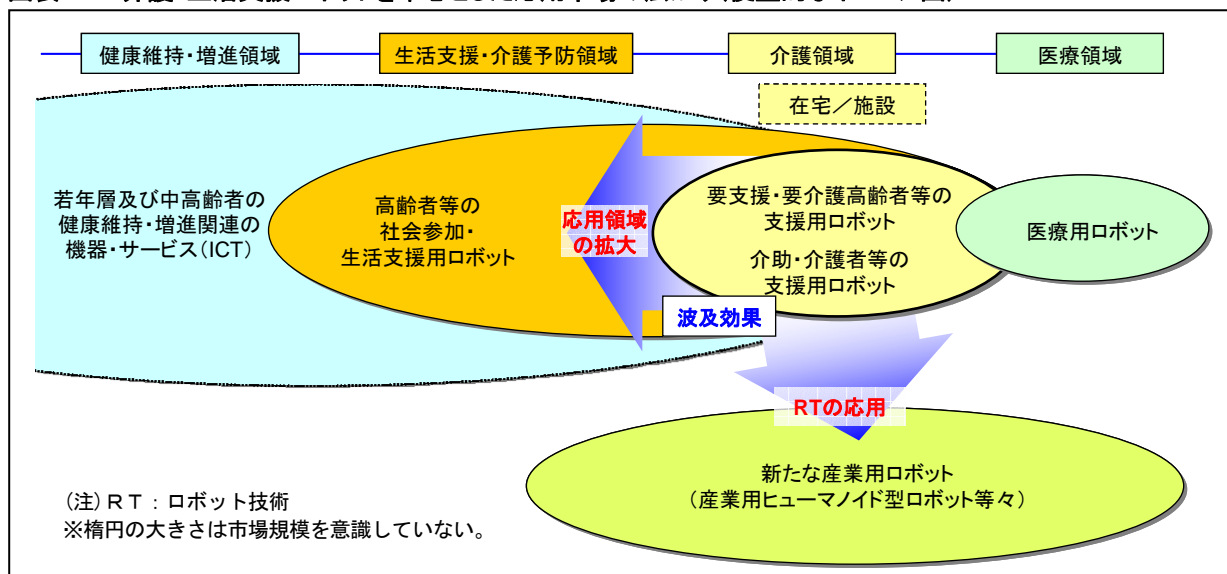 健康維持・増進領域
生活支援・介護予防領域
介護領域
医療領域
在宅／施設
若年層及び中高齢者の
健康維持・増進関連の
機器・サービス(ICT)
高齢者等の
社会参加・
生活支援用ロボット
応用領域
の拡大
要支援・要介護高齢者等の
支援用ロボット
介助・介護者等の
支援用ロボット
医療用ロボット
波及効果
RTの応用
新たな産業用ロボット
(産業用ヒューマノイド型ロボット等々)
(注)ＲＴ：ロボット技術
※楕円の大きさは市場規模を意識していない。